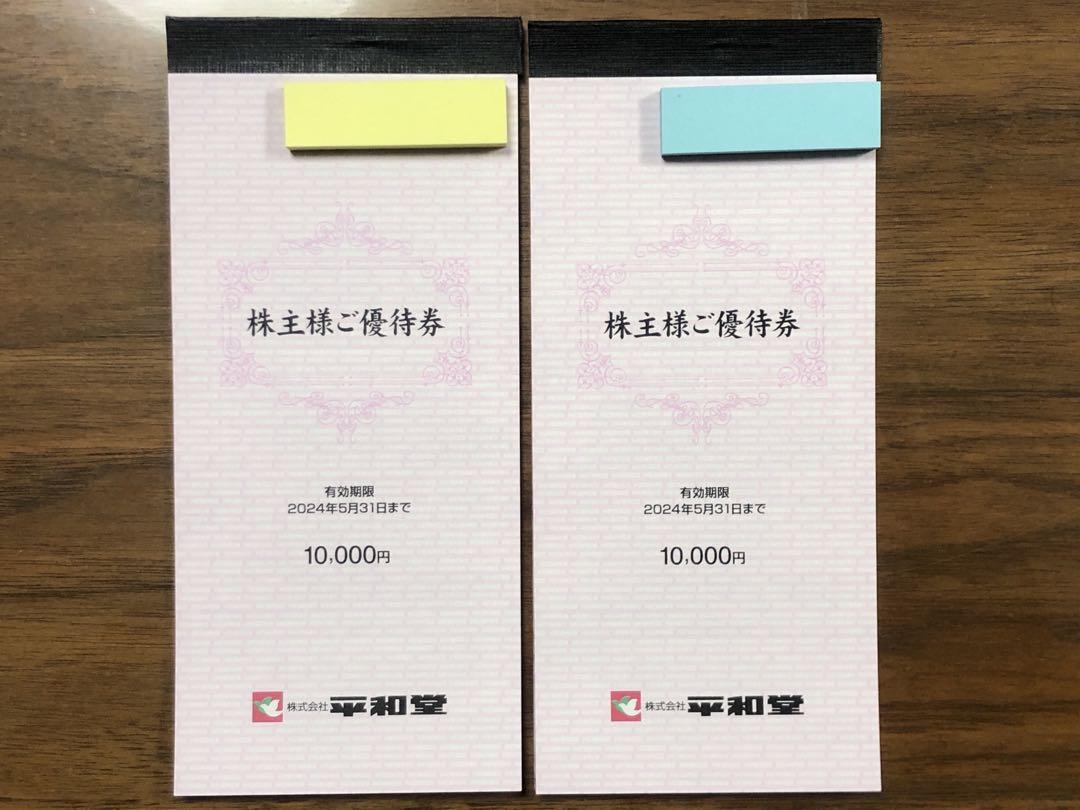 株主様ご優待券
有効期限
2024年5月31日まで
10,000円
株式会社 平和堂
株主様ご優待券
有効期限
2024年5月31日まで
10,000円
株式会社 平和堂